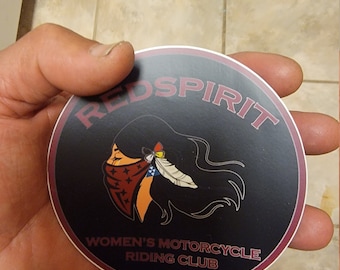 REDSPIRIT
WOMEN'S MOTORCYCLE
RIDING CLUB